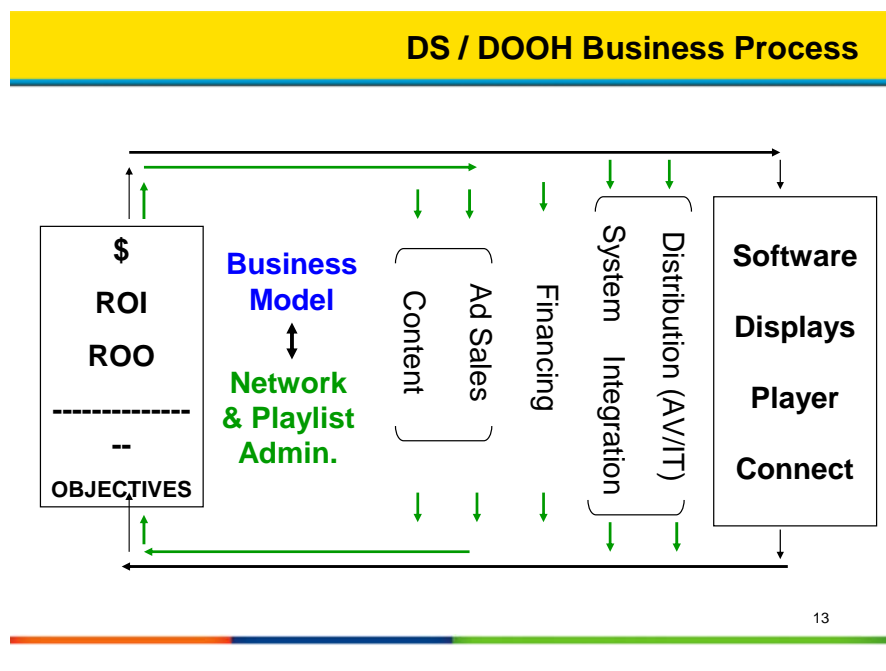 DS / DOOH Business Process
$
ROI
ROO
--------------
--
OBJECTIVES
Business
Model
Network
& Playlist
Admin.
Content
Ad Sales
Financing
System Integration
Distribution (AV/IT)
Software
Displays
Player
Connect
13